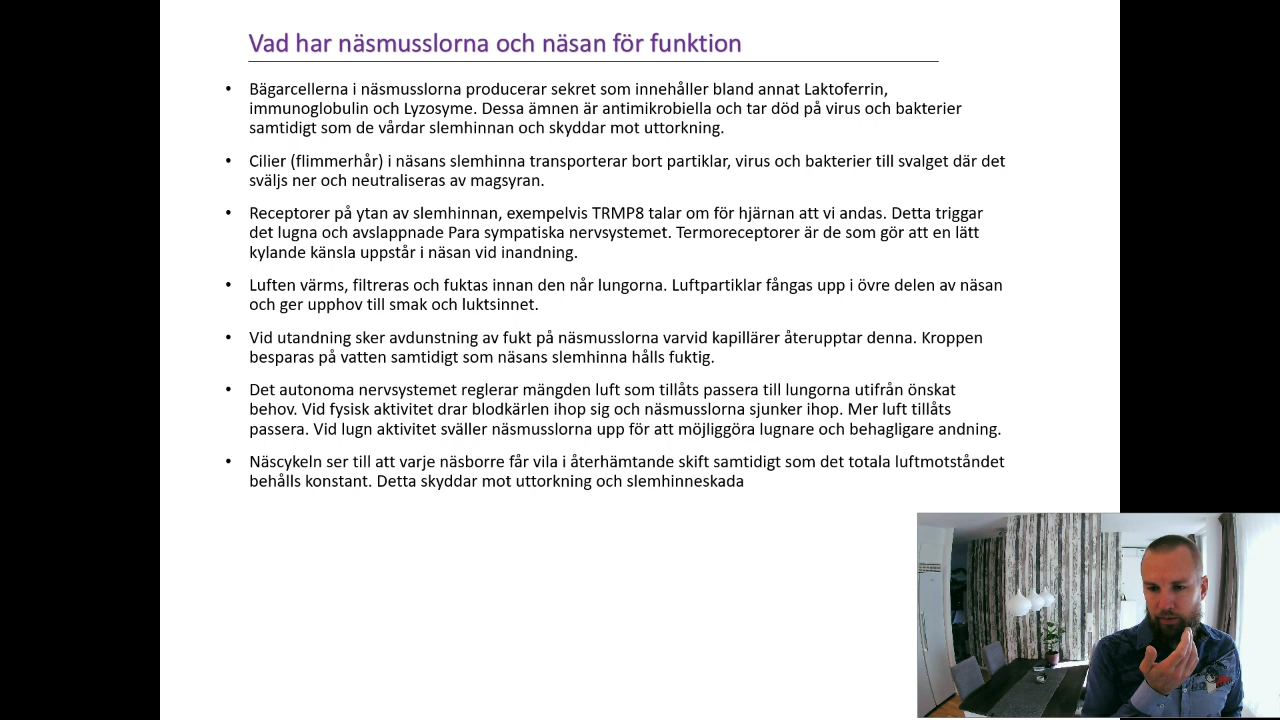 Vad har näsmusslorna och näsan för funktion
• Bägarcellerna i näsmusslorna producerar sekret som innehåller bland annat Laktoferrin,
immunoglobulin och Lyzosyme. Dessa ämnen är antimikrobiella och tar död på virus och bakterier
samtidigt som de vårdar slemhinnan och skyddar mot uttorkning.
• Cilier (flimmerhår) i näsans slemhinna transporterar bort partiklar, virus och bakterier till svalget där det
sväljs ner och neutraliseras av magsyran.
• Receptorer på ytan av slemhinnan, exempelvis TRMP8 talar om för hjärnan att vi andas. Detta triggar
det lugna och avslappnade Para sympatiska nervsystemet. Termoreceptorer är de som gör att en lätt
kylande känsla uppstår i näsan vid inandning.
• Luften värms, filtreras och fuktas innan den når lungorna. Luftpartiklar fångas upp i övre delen av näsan
och ger upphov till smak och luktsinnet.
• Vid utandning sker avdunstning av fukt på näsmusslorna varvid kapillärer återupptar denna. Kroppen
besparas på vatten samtidigt som näsans slemhinna hålls fuktig.
• Det autonoma nervsystemet reglerar mängden luft som tillåts passera till lungorna utifrån önskat
behov. Vid fysisk aktivitet drar blodkärlen ihop sig och näsmusslorna sjunker ihop. Mer luft tillåts
passera. Vid lugn aktivitet sväller näsmusslorna upp för att möjliggöra lugnare och behagligare andning.
• Näscykeln ser till att varje näsborre får vila i återhämtande skift samtidigt som det totala luftmotståndet
behålls konstant. Detta skyddar mot uttorkning och slemhinneskada